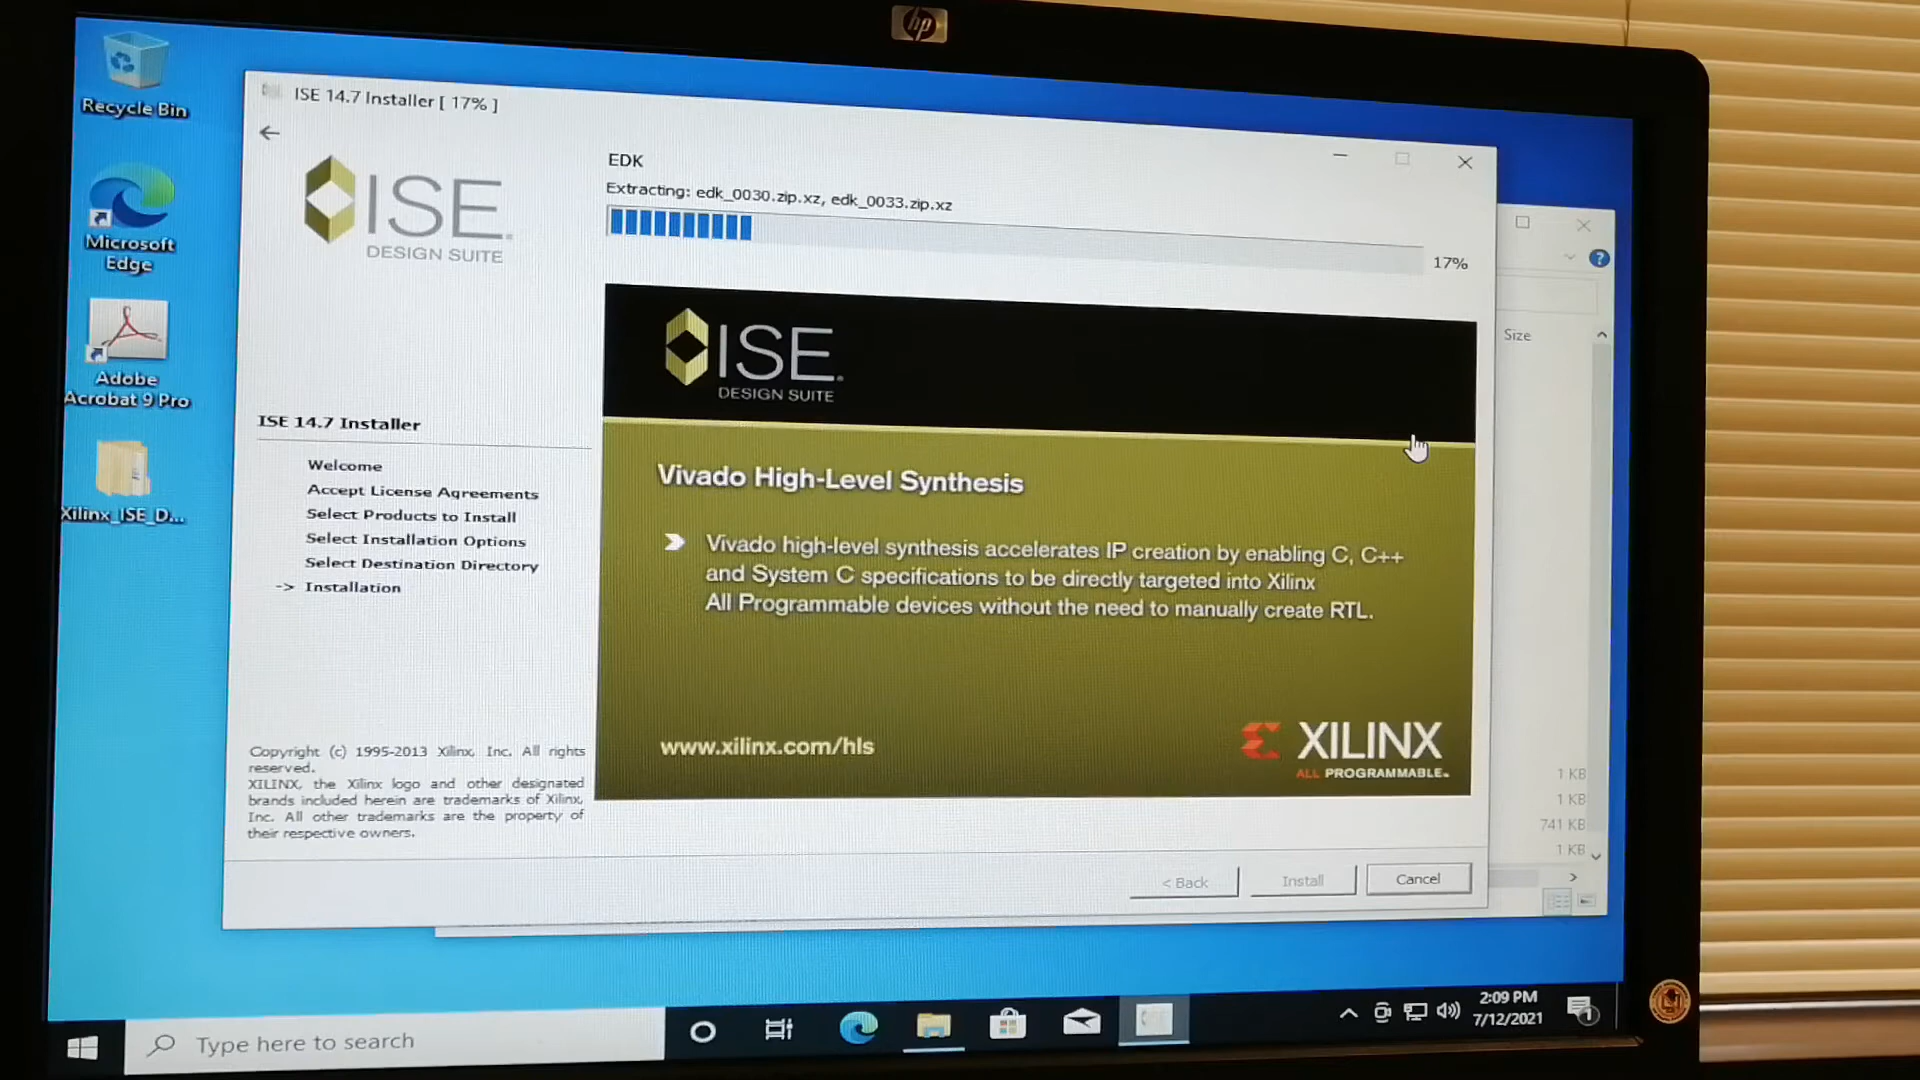 hp
Recycle Bin
Microsoft
Edge
Adobe
Acrobat 9 Pro
Xilinx_ISE_D...
ISE 14.7 Installer [ 17% ]
ISE
DESIGN SUITE
EDK
Extracting: edk_0030.zip.xz, edk_0033.zip.xz
17%
ISE 14.7 Installer
Welcome
Accept License Agreements
Select Products to Install
Select Installation Options
Select Destination Directory
-> Installation
Copyright (c) 1995-2013 Xilinx, Inc. All rights
reserved.
XILINX, the Xilinx logo and other designated
brands included herein are trademarks of Xilinx,
Inc. All other trademarks are the property of
their respective owners.
ISE
DESIGN SUITE
Vivado High-Level Synthesis
Vivado high-level synthesis accelerates IP creation by enabling C, C++
and System C specifications to be directly targeted into Xilinx
All Programmable devices without the need to manually create RTL.
www.xilinx.com/hls
XILINX
ALL PROGRAMMABLE™
< Back
Install
Cancel
?
Size
1 KB
1 KB
741 KB
1 KB
Type here to search
2:09 PM
7/12/2021
1